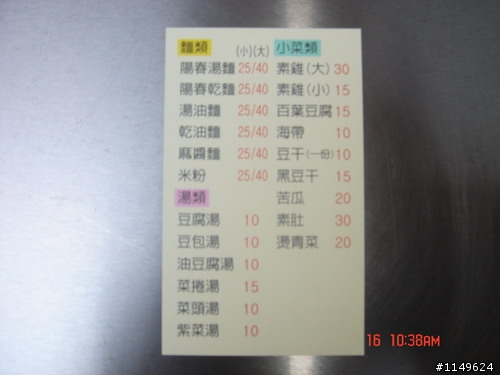 麵類 (小)(大)
陽春湯麵 25/40
陽春乾麵 25/40
湯油麵 25/40
乾油麵 25/40
麻醬麵 25/40
米粉 25/40
湯類
豆腐湯 10
豆包湯 10
油豆腐湯 10
菜捲湯 15
菜頭湯 10
紫菜湯 10
小菜類
素雞(大) 30
素雞(小) 15
百葉豆腐 15
海帶 10
豆干(一份) 10
黑豆干 15
苦瓜 20
素肚 30
燙青菜 20
16 10:38AM
#1149624